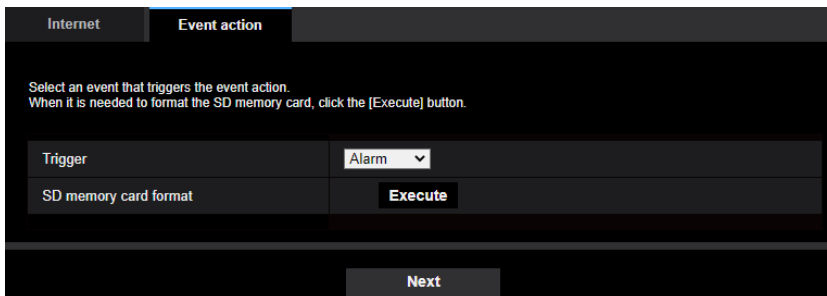 Internet Event action
Select an event that triggers the event action.
When it is needed to format the SD memory card, click the [Execute] button.
Trigger Alarm
SD memory card format Execute
Next